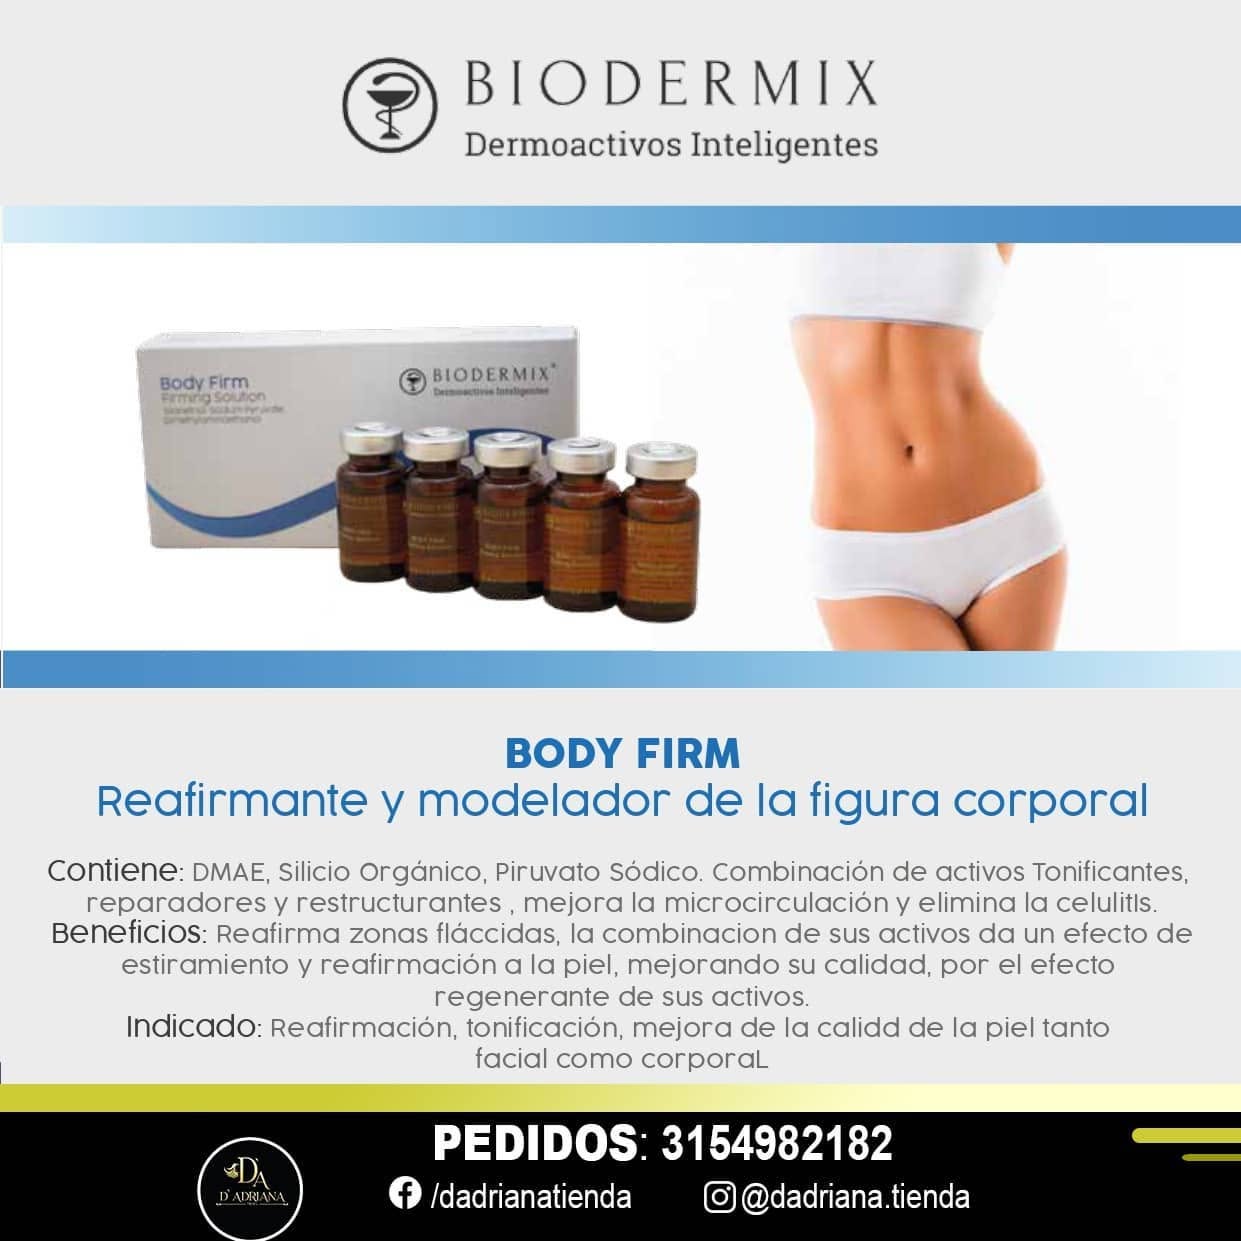 BIODERMIX
Dermoactivos Inteligentes
Body Firm
Firming Solution
BIODERMIX®
Dermoactivos Inteligentes
BODY FIRM
Reafirmante y modelador de la figura corporal
Contiene: DMAE, Silicio Orgánico, Piruvato Sódico. Combinación de activos Tonificantes,
reparadores y restructurantes , mejora la microcirculación y elimina la celulitIs.
Beneficios: Reafirma zonas fláccidas, la combinacion de sus activos da un efecto de
estiramiento y reafirmación a la piel, mejorando su calidad, por el efecto
regenerante de sus activos.
Indicado: Reafirmación, tonificación, mejora de la calidd de la piel tanto
facial como corporaL
PEDIDOS: 3154982182
DA
D' ADRIANA
/dadrianatienda
@dadriana.tienda